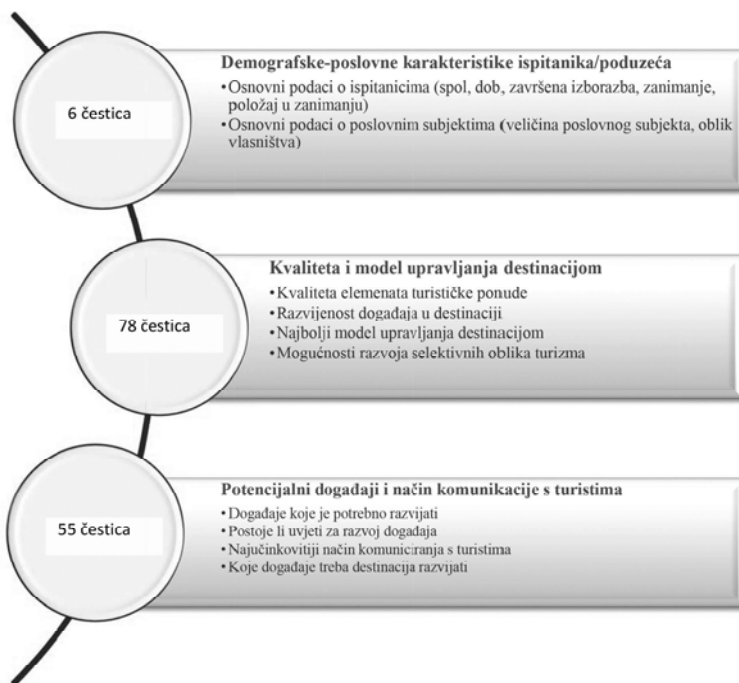 6 čestica
Demografske-poslovne karakteristike ispitanika/poduzeća
•Osnovni podaci o ispitanicima (spol, dob, završena izborazba, zanimanje,
položaj u zanimanju)
•Osnovni podaci o poslovnim subjektima (veličina poslovnog subjekta, oblik
vlasništva)
78 čestica
Kvaliteta i model upravljanja destinacijom
•Kvaliteta elemenata turističke ponude
•Razvijenost događaja u destinaciji
•Najbolji model upravljanja destinacijom
•Mogućnosti razvoja selektivnih oblika turizma
55 čestica
Potencijalni događaji i način komunikacije s turistima
•Događaje koje je potrebno razvijati
•Postoje li uvjeti za razvoj događaja
•Najučinkovitiji način komuniciranja s turistima
•Koje događaje treba destinacija razvijati